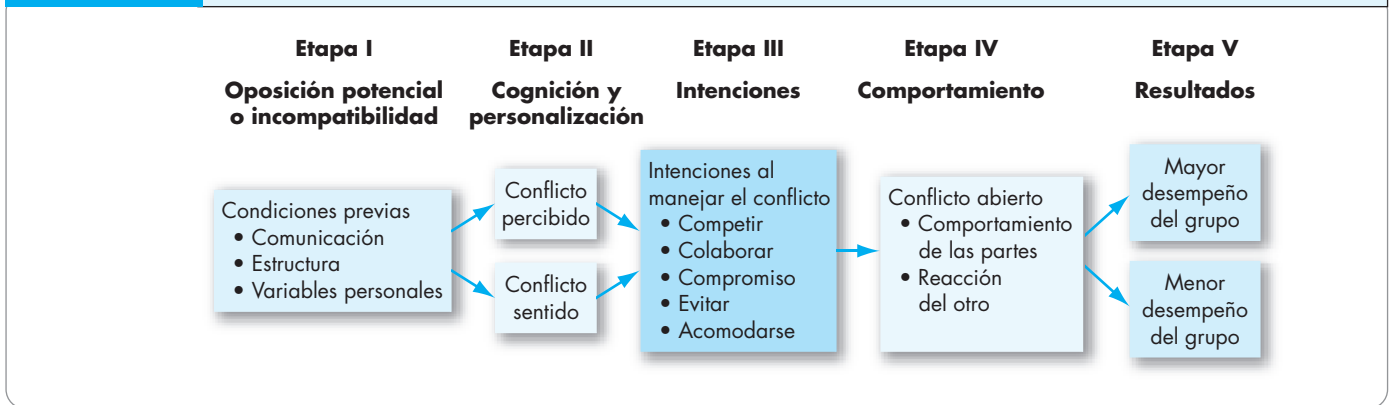 Etapa I
Oposición potencial
o incompatibilidad
Etapa II
Cognición y
personalización
Etapa III
Intenciones
Etapa IV
Comportamiento
Etapa V
Resultados
Condiciones previas
• Comunicación
• Estructura
• Variables personales
Conflicto
percibido
Conflicto
sentido
Intenciones al
manejar el conflicto
• Competir
• Colaborar
• Compromiso
• Evitar
• Acomodarse
Conflicto abierto
• Comportamiento
de las partes
• Reacción
del otro
Mayor
desempeño
del grupo
Menor
desempeño
del grupo